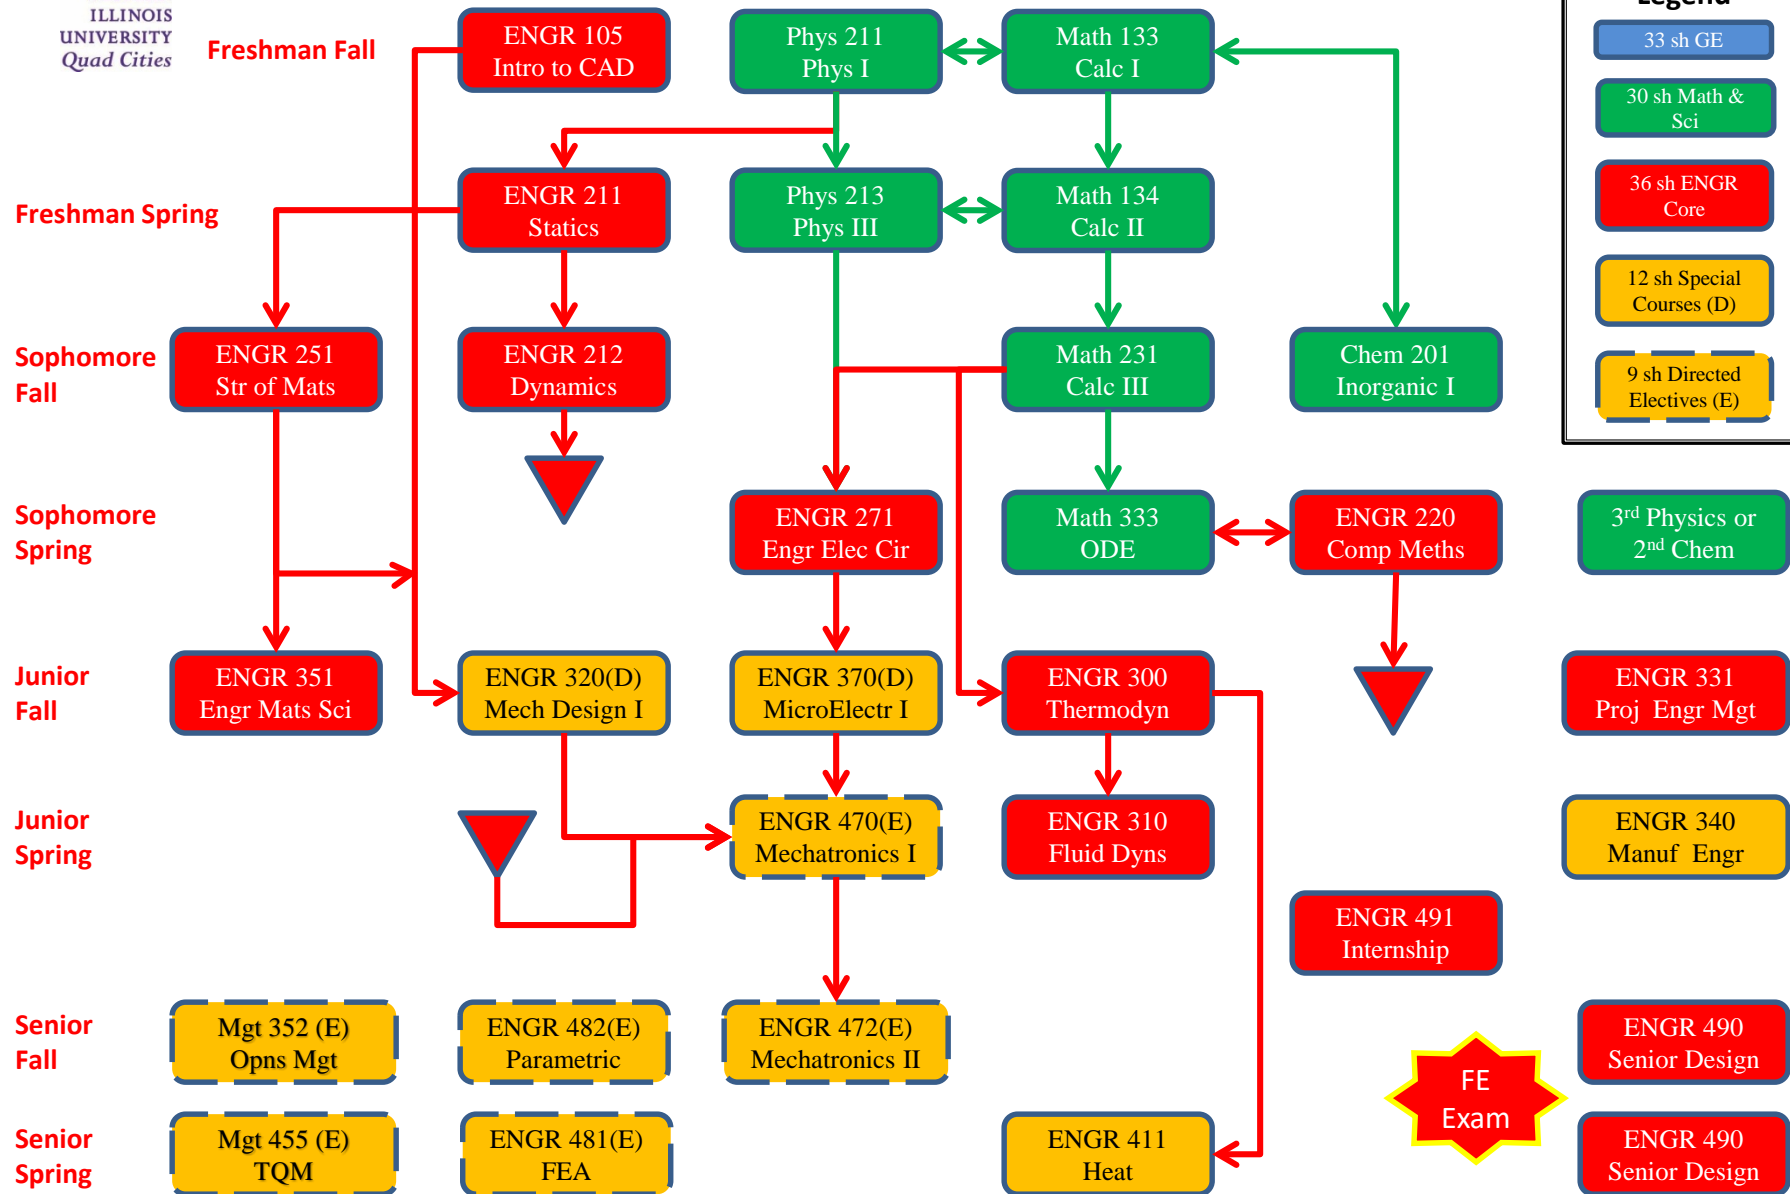 ILLINOIS
UNIVERSITY
Quad Cities
Legend
33 sh GE
30 sh Math &
Sci
36 sh ENGR
Core
12 sh Special
Courses (D)
9 sh Directed
Electives (E)
Freshman Fall
ENGR 105
Intro to CAD
Phys 211
Phys I
Math 133
Calc I
Freshman Spring
ENGR 211
Statics
Phys 213
Phys III
Math 134
Calc II
Sophomore
Fall
ENGR 251
Str of Mats
ENGR 212
Dynamics
Math 231
Calc III
Chem 201
Inorganic I
Sophomore
Spring
ENGR 271
Engr Elec Cir
Math 333
ODE
ENGR 220
Comp Meths
3rd Physics or
2nd Chem
Junior
Fall
ENGR 351
Engr Mats Sci
ENGR 320(D)
Mech Design I
ENGR 370(D)
MicroElectr I
ENGR 300
Thermodyn
ENGR 331
Proj Engr Mgt
Junior
Spring
ENGR 470(E)
Mechatronics I
ENGR 310
Fluid Dyns
ENGR 340
Manuf Engr
ENGR 491
Internship
Senior
Fall
Mgt 352 (E)
Opns Mgt
ENGR 482(E)
Parametric
ENGR 472(E)
Mechatronics II
FE
Exam
ENGR 490
Senior Design
Senior
Spring
Mgt 455 (E)
TQM
ENGR 481(E)
FEA
ENGR 411
Heat
ENGR 490
Senior Design